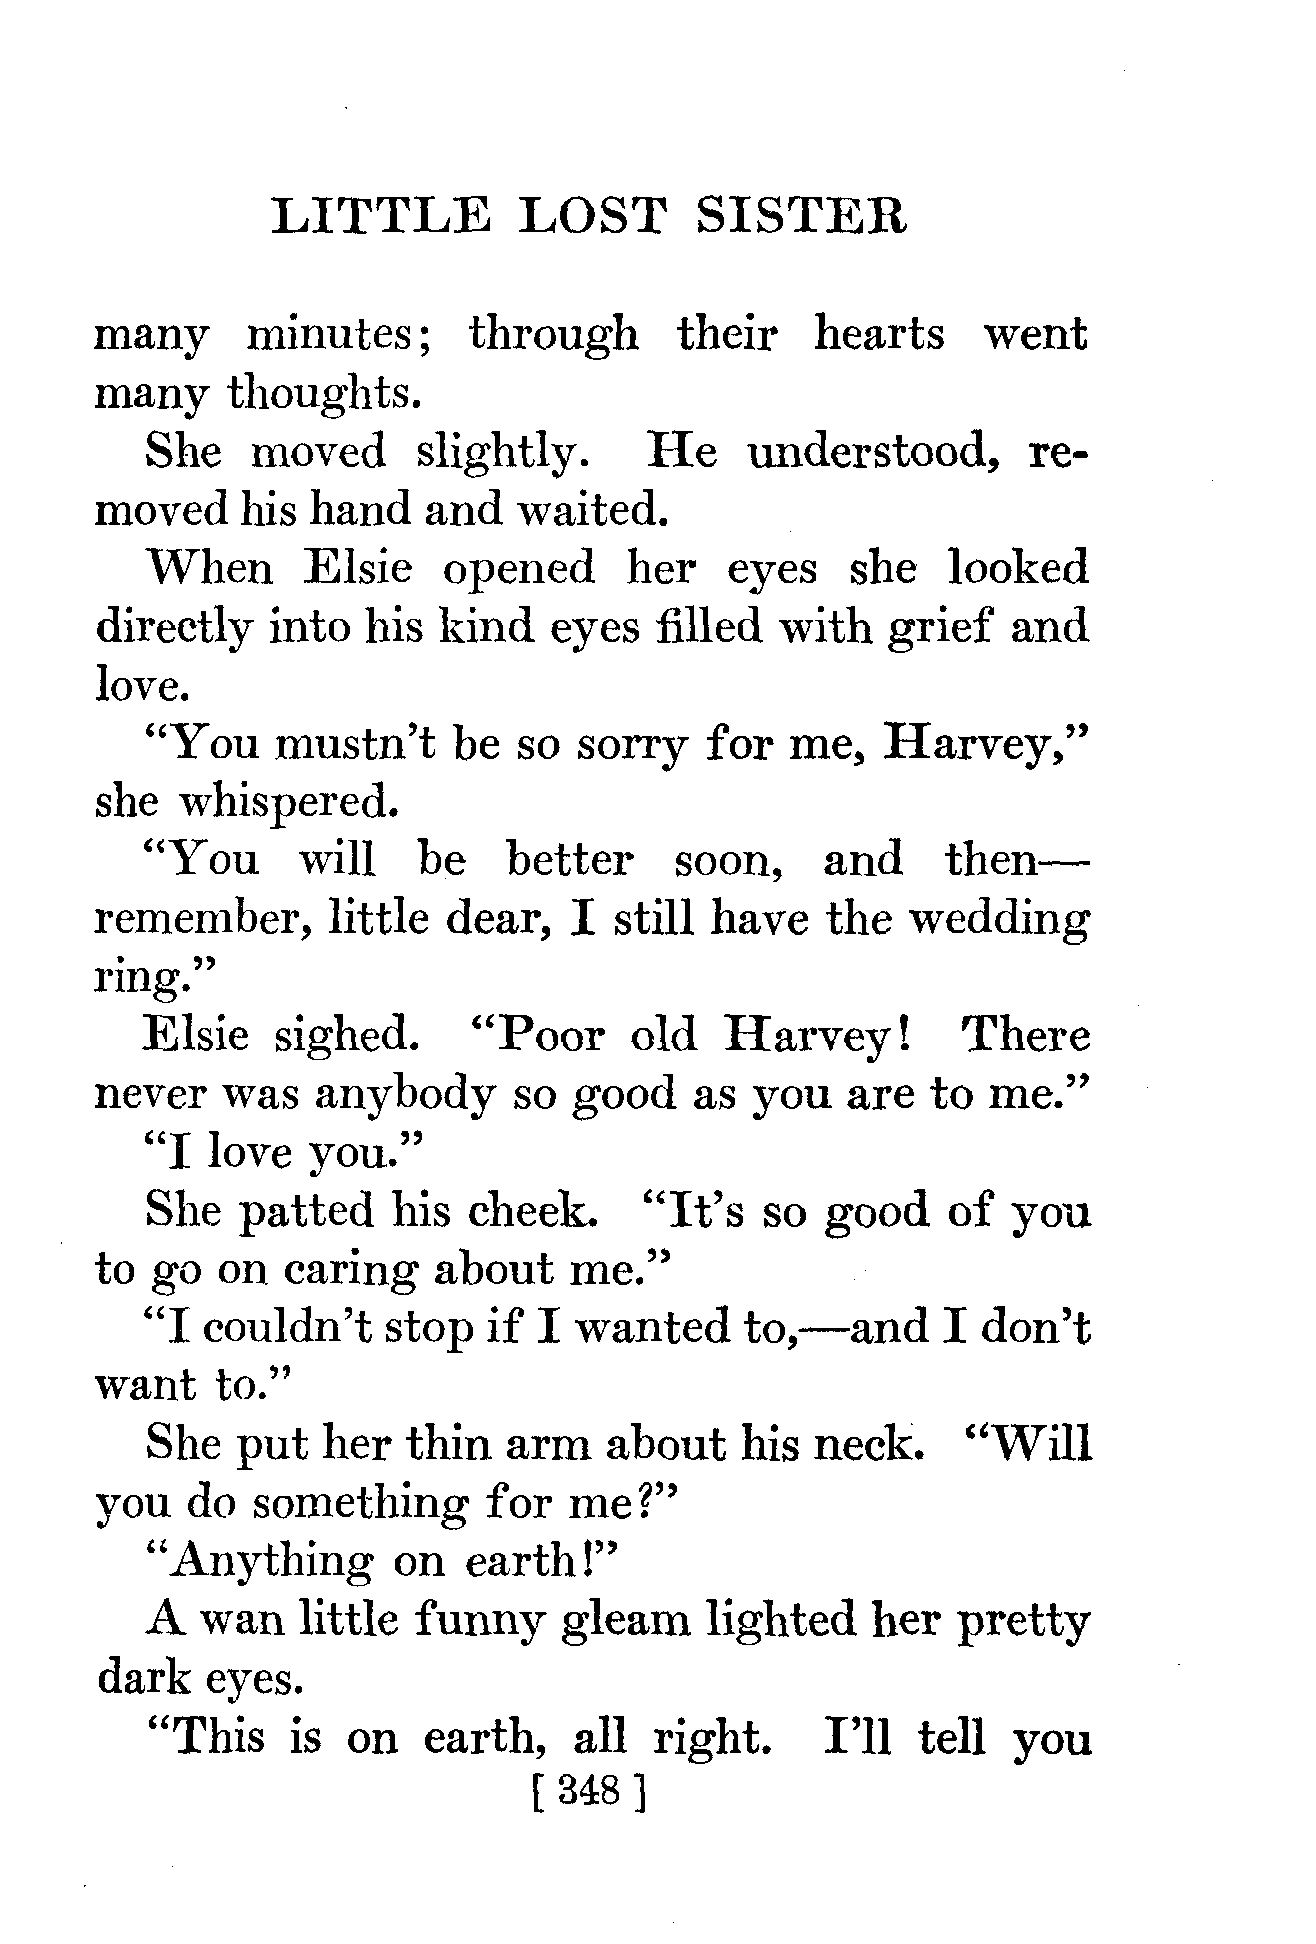 LITTLE LOST SISTER
many minutes; through their hearts went
many thoughts.
She moved slightly. He understood, re-
moved his hand and waited.
When Elsie opened her eyes she looked
directly into his kind eyes filled with grief and
love.
“You mustn’t be so sorry for me, Harvey,”
she whispered.
“You will be better soon, and then—
remember, little dear, I still have the wedding
ring.”
Elsie sighed. “Poor old Harvey! There
never was anybody so good as you are to me.”
“I love you.”
She patted his cheek. “It’s so good of you
to go on caring about me.”
“I couldn’t stop if I wanted to,—and I don’t
want to.”
She put her thin arm about his neck. “Will
you do something for me?”
“Anything on earth!”
A wan little funny gleam lighted her pretty
dark eyes.
“This is on earth, all right. I’ll tell you
[ 348 ]